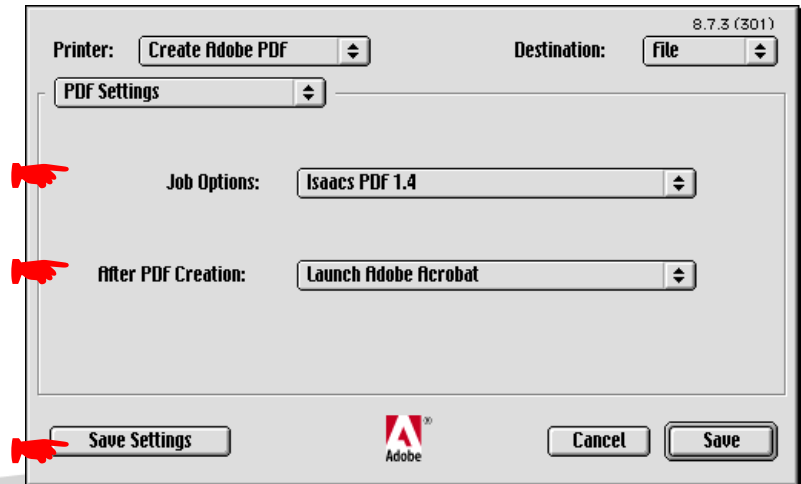 8.7.3 (301)
Printer: Create Adobe PDF Destination: File
PDF Settings
Job Options: Isaacs PDF 1.4
After PDF Creation: Launch Adobe Acrobat
Save Settings Adobe ® Cancel Save